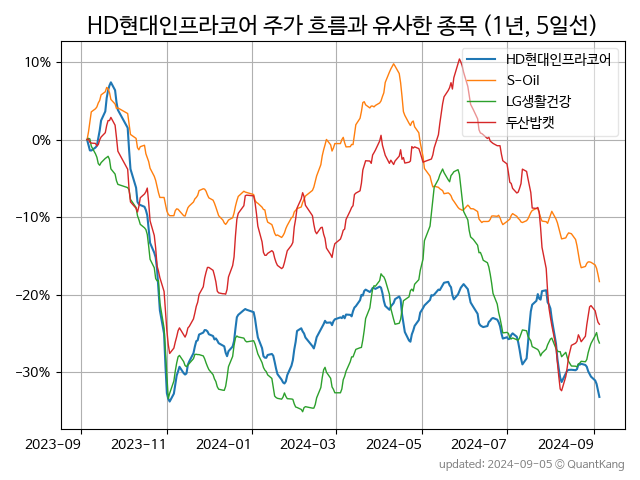 HD현대인프라코어 주가 흐름과 유사한 종목 (1년, 5일선)
HD현대인프라코어
S-Oil
LG생활건강
두산밥캣
10%
0%
−10%
−20%
−30%
2023-09
2023-11
2024-01
2024-03
2024-05
2024-07
2024-09
updated: 2024-09-05 © QuantKang